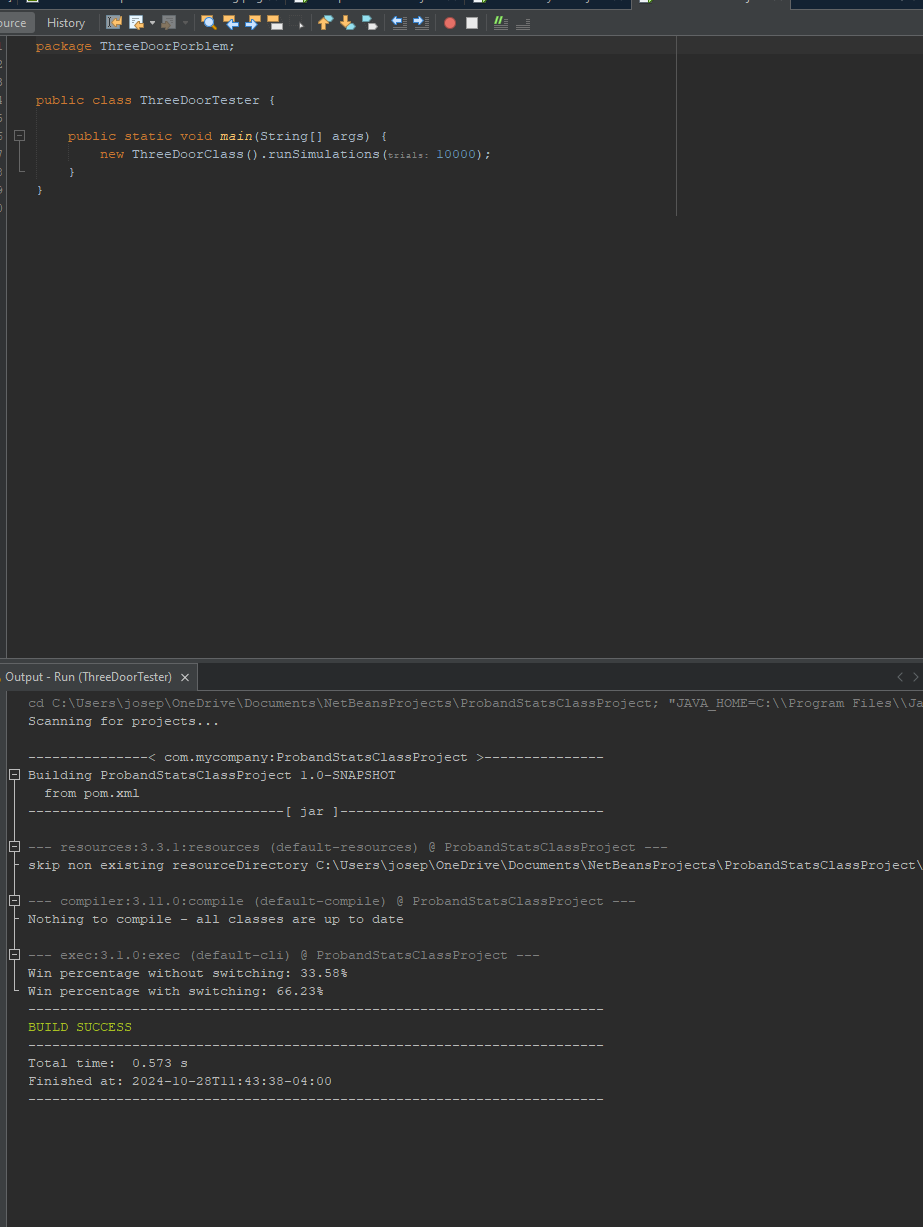 History
package ThreeDoorPorblem;
public class ThreeDoorTester {
public static void main(String[] args) {
new ThreeDoorClass().runSimulations(trials: 10000);
}
}
Output - Run (ThreeDoorTester)
cd C:\Users\josep\OneDrive\Documents\NetBeansProjects\ProbandStatsClassProject; "JAVA_HOME=C:\\Program Files\\Ja
Scanning for projects...
---------------< com.mycompany:ProbandStatsClassProject >---------------
Building ProbandStatsClassProject 1.0-SNAPSHOT
from pom.xml
--------------------------------[ jar ]---------------------------------
--- resources:3.3.1:resources (default-resources) @ ProbandStatsClassProject ---
skip non existing resourceDirectory C:\Users\josep\OneDrive\Documents\NetBeansProjects\ProbandStatsClassProject\
--- compiler:3.11.0:compile (default-compile) @ ProbandStatsClassProject ---
Nothing to compile - all classes are up to date
--- exec:3.1.0:exec (default-cli) @ ProbandStatsClassProject ---
Win percentage without switching: 33.58%
Win percentage with switching: 66.23%
------------------------------------------------------------------------
BUILD SUCCESS
------------------------------------------------------------------------
Total time:  0.573 s
Finished at: 2024-10-28T11:43:38-04:00
------------------------------------------------------------------------